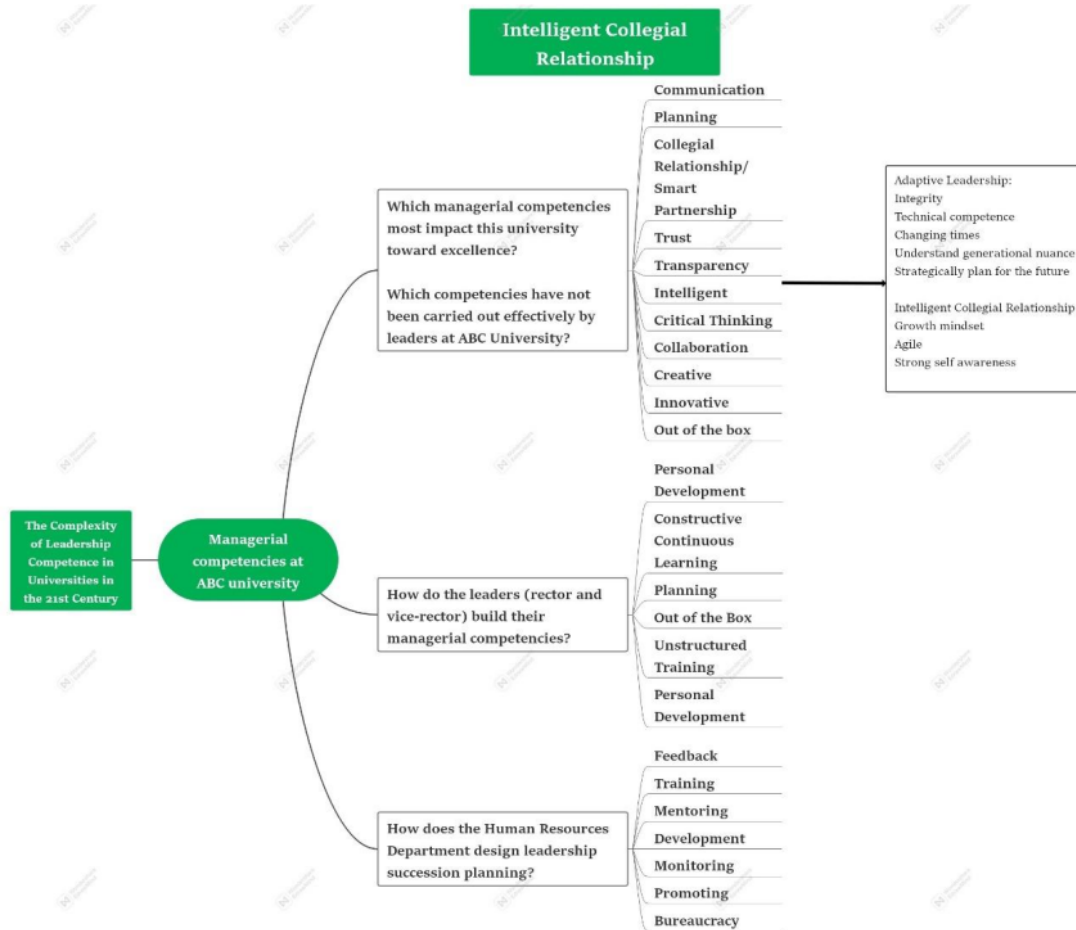 Intelligent Collegial
Relationship
Communication
Planning
Collegial
Relationship/
Smart
Partnership
Trust
Transparency
Intelligent
Critical Thinking
Collaboration
Creative
Innovative
Out of the box
Which managerial competencies
most impact this university
toward excellence?
Which competencies have not
been carried out effectively by
leaders at ABC University?
Adaptive Leadership:
Integrity
Technical competence
Changing times
Understand generational nuance
Strategically plan for the future
Intelligent Collegial Relationship
Growth mindset
Agile
Strong self awareness
The Complexity
of Leadership
Competence in
Universities in
the 21st Century
Managerial
competencies at
ABC university
How do the leaders (rector and
vice-rector) build their
managerial competencies?
Personal
Development
Constructive
Continuous
Learning
Planning
Out of the Box
Unstructured
Training
Personal
Development
How does the Human Resources
Department design leadership
succession planning?
Feedback
Training
Mentoring
Development
Monitoring
Promoting
Bureaucracy